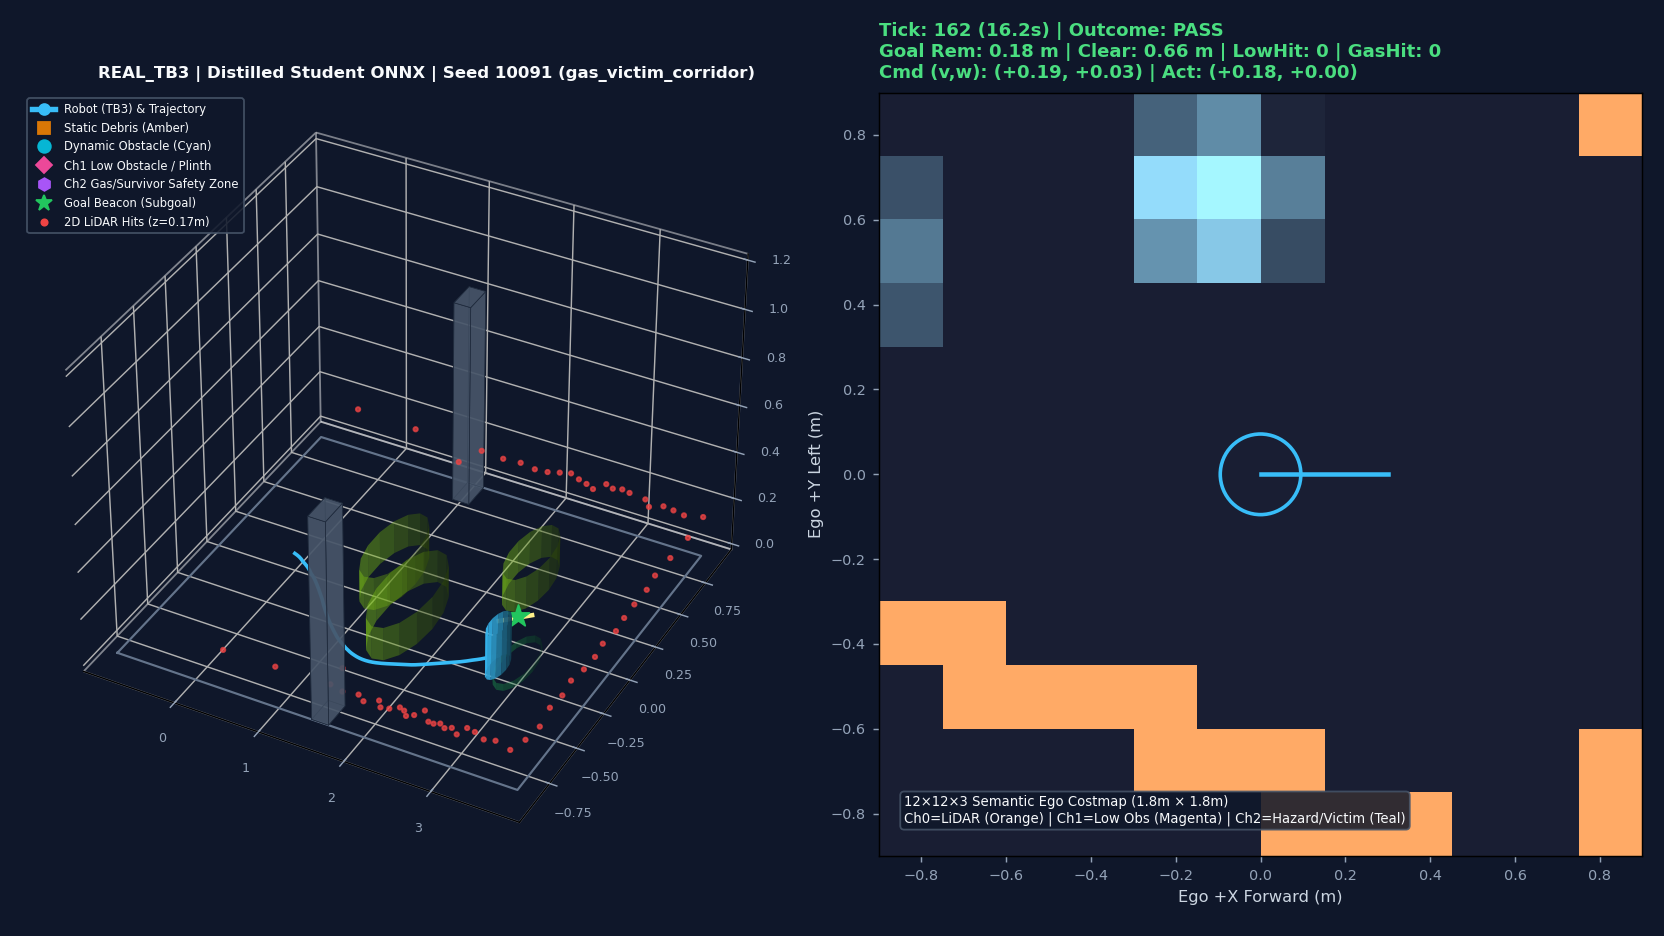 REAL_TB3 | Distilled Student ONNX | Seed 10091 (gas_victim_corridor)
Robot (TB3) & Trajectory
Static Debris (Amber)
Dynamic Obstacle (Cyan)
Ch1 Low Obstacle / Plinth
Ch2 Gas/Survivor Safety Zone
Goal Beacon (Subgoal)
2D LiDAR Hits (z=0.17m)
1.2
1.0
0.8
0.6
0.4
0.2
0.0
0.75
0.50
0.25
0.00
−0.25
−0.50
−0.75
0
1
2
3
Tick: 162 (16.2s) | Outcome: PASS
Goal Rem: 0.18 m | Clear: 0.66 m | LowHit: 0 | GasHit: 0
Cmd (v,w): (+0.19, +0.03) | Act: (+0.18, +0.00)
Ego +Y Left (m)
0.8
0.6
0.4
0.2
0.0
−0.2
−0.4
−0.6
−0.8
12×12×3 Semantic Ego Costmap (1.8m × 1.8m)
Ch0=LiDAR (Orange) | Ch1=Low Obs (Magenta) | Ch2=Hazard/Victim (Teal)
−0.8 −0.6 −0.4 −0.2 0.0 0.2 0.4 0.6 0.8
Ego +X Forward (m)